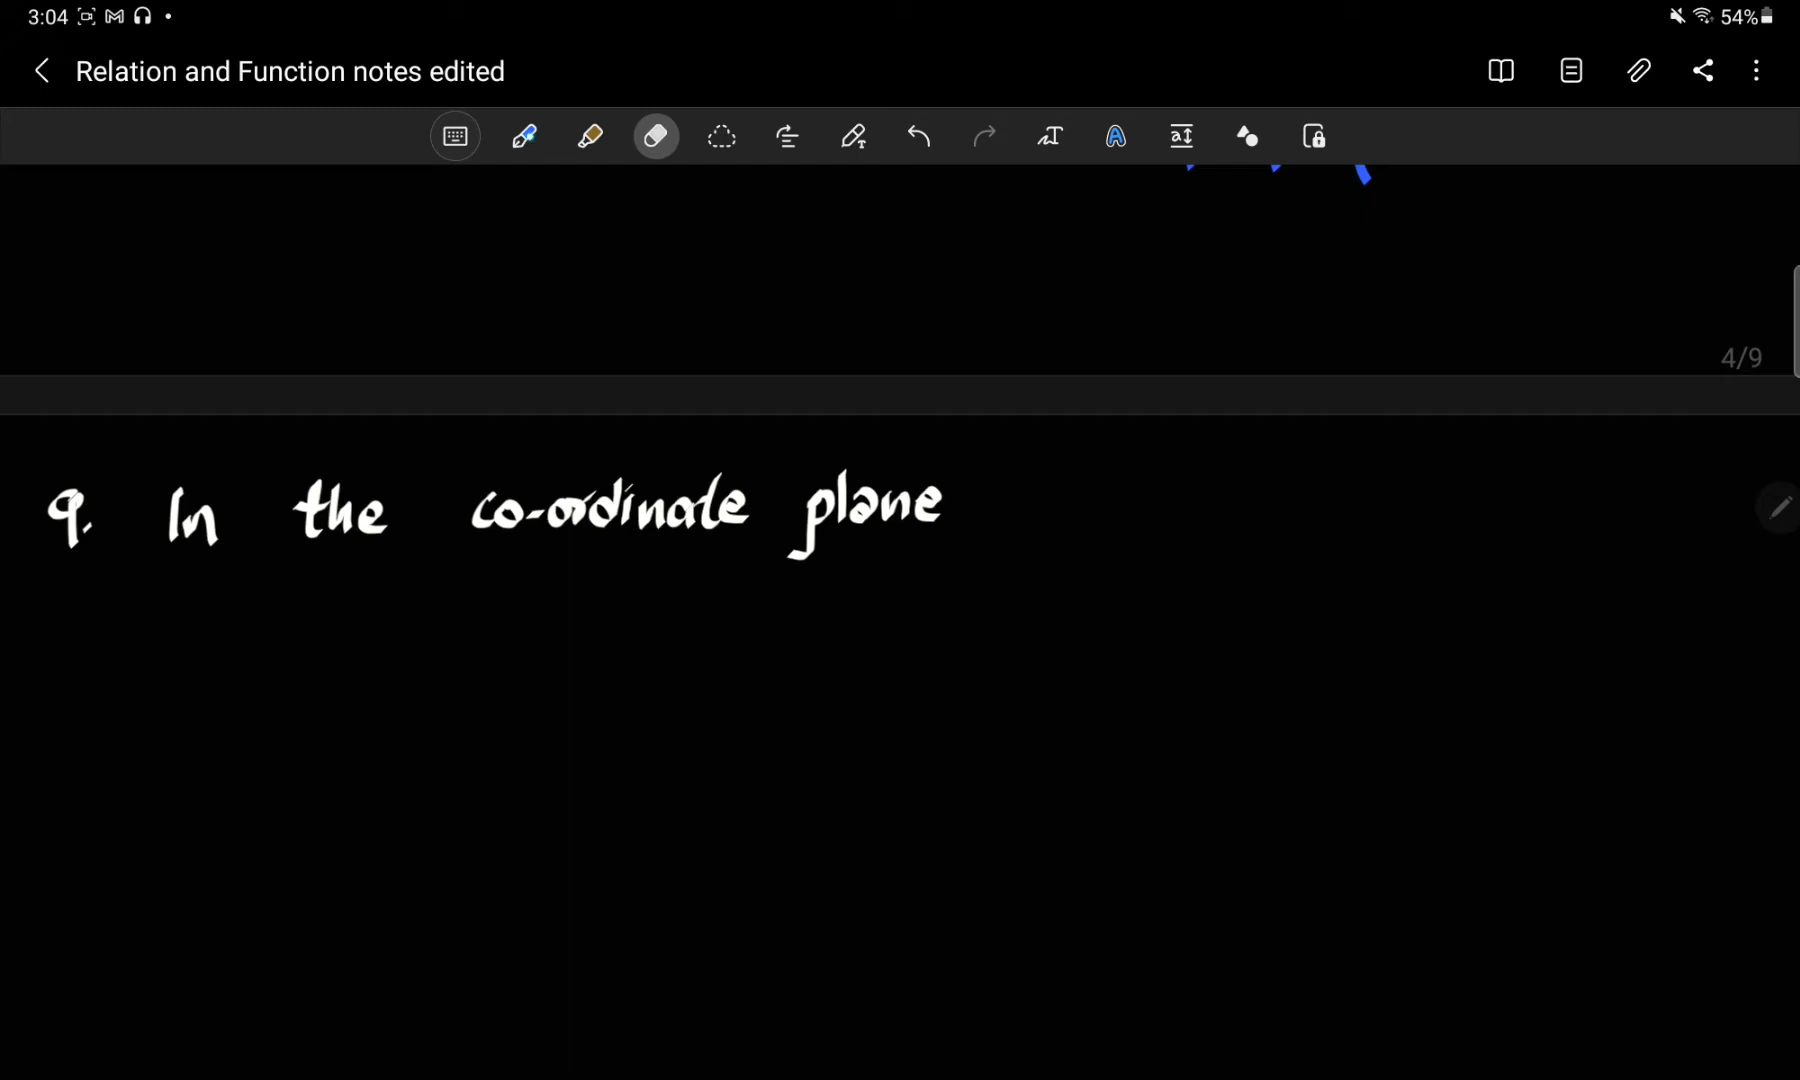 3:04
54%
Relation and Function notes edited
4/9
9. In the co-ordinate plane